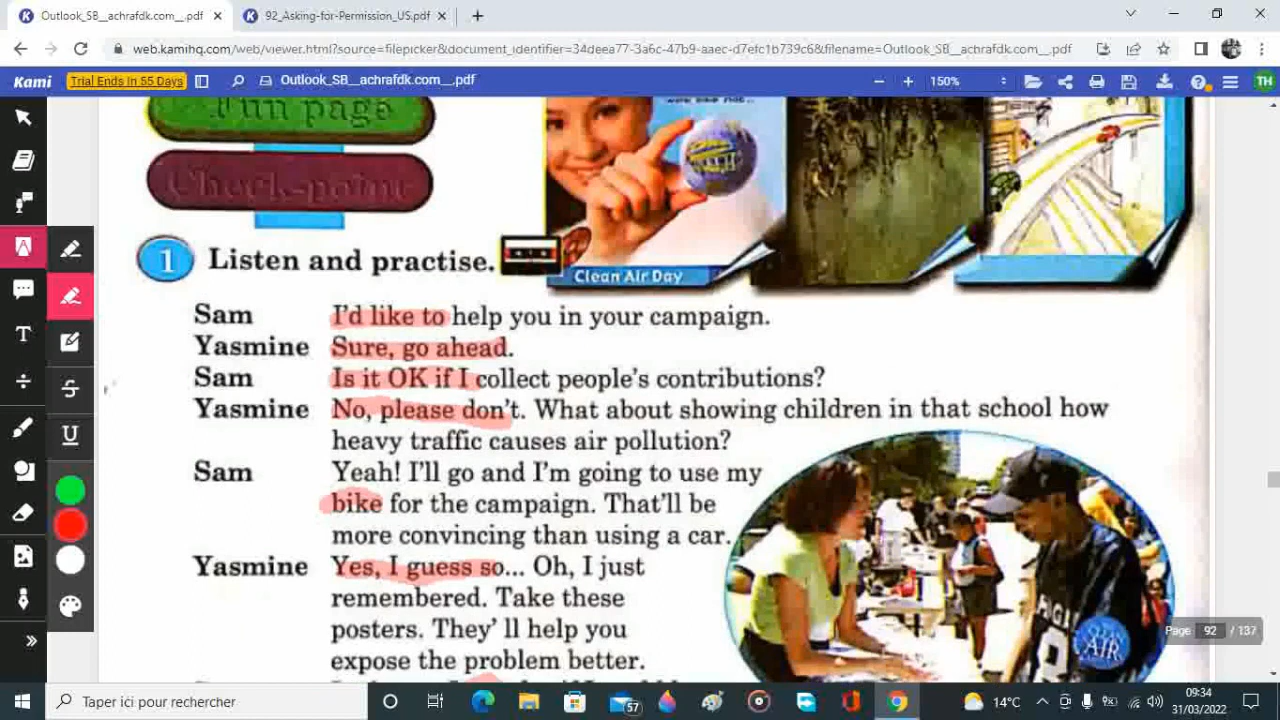 Outlook_SB__achrafdk.com__.pdf
92_Asking-for-Permission_US.pdf
web.kamihq.com/web/viewer.html?source=filepicker&document_identifier=34deea77-3a6c-47b9-aaec-d7efc1b739c6&filename=Outlook_SB__achrafdk.com__.pdf
Kami
Trial Ends In 55 Days
Outlook_SB__achrafdk.com__.pdf
150%
TH
Fun page
Check-point
Clean Air Day
1 Listen and practise.
Sam I'd like to help you in your campaign.
Yasmine Sure, go ahead.
Sam Is it OK if I collect people's contributions?
Yasmine No, please don't. What about showing children in that school how
heavy traffic causes air pollution?
Sam Yeah! I'll go and I'm going to use my
bike for the campaign. That'll be
more convincing than using a car.
Yasmine Yes, I guess so... Oh, I just
remembered. Take these
posters. They' ll help you
expose the problem better.
AIR
Page 92 / 137
Taper ici pour rechercher
57
14°C
09:34
31/03/2022